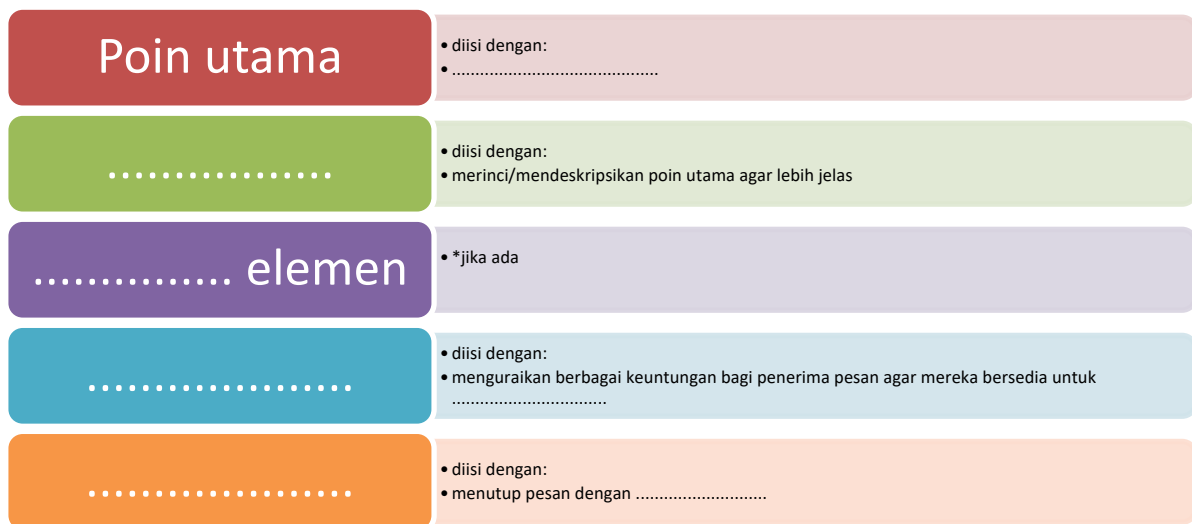 Poin utama
• diisi dengan:
• ............................................
.................
• diisi dengan:
• merinci/mendeskripsikan poin utama agar lebih jelas
............... elemen
• *jika ada
....................
• diisi dengan:
• menguraikan berbagai keuntungan bagi penerima pesan agar mereka bersedia untuk
.................................
....................
• diisi dengan:
• menutup pesan dengan ............................